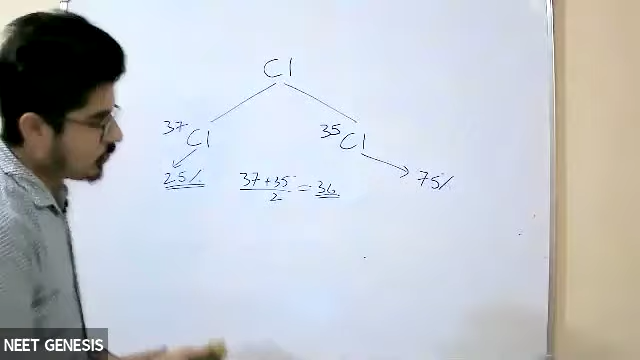 Cl
37Cl 35Cl
25% 37+35/2 = 36 75%
NEET GENESIS